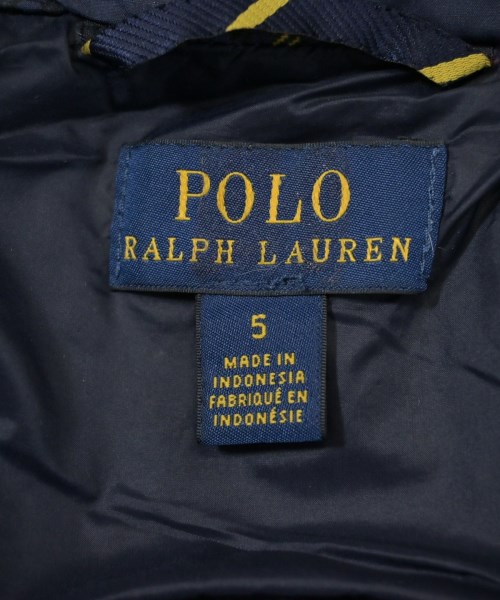 POLO
RALPH LAUREN
5
MADE IN
INDONESIA
FABRIQUÉ EN
INDONÉSIE